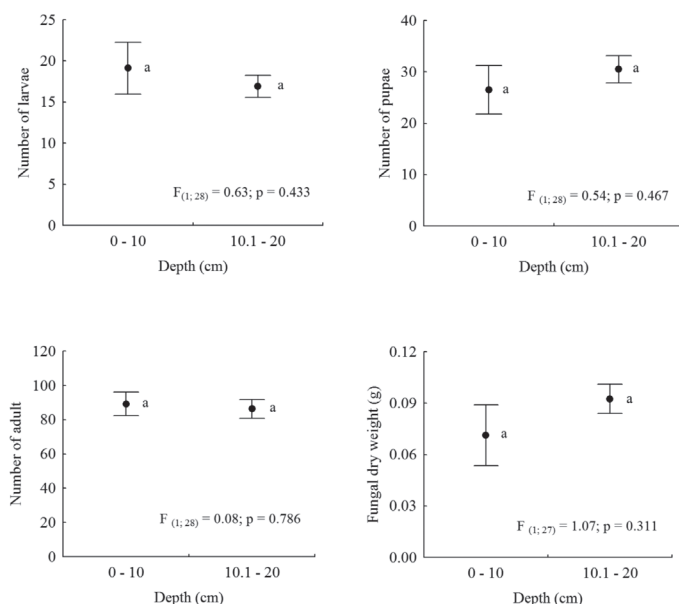 Number of larvae
25
20
15
10
5
0
a
a
F (1; 28) = 0.63; p = 0.433
0 - 10
10.1 - 20
Depth (cm)
Number of pupae
40
30
20
10
0
a
a
F (1; 28) = 0.54; p = 0.467
0 - 10
10.1 - 20
Depth (cm)
Number of adult
120
100
80
60
40
20
0
a
a
F (1; 28) = 0.08; p = 0.786
0 - 10
10.1 - 20
Depth (cm)
Fungal dry weight (g)
0.12
0.09
0.06
0.03
0.00
a
a
F (1; 27) = 1.07; p = 0.311
0 - 10
10.1 - 20
Depth (cm)